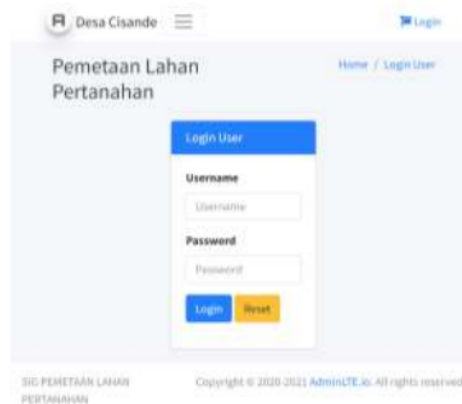 Desa Cisande
Login
Pemetaan Lahan
Pertanahan
Home / Login User
Login User
Username
Username
Password
Password
Login Reset
SIG PEMETAAN LAHAN
PERTANAHAN
Copyright © 2020-2021 AdminLTE.io. All rights reserved